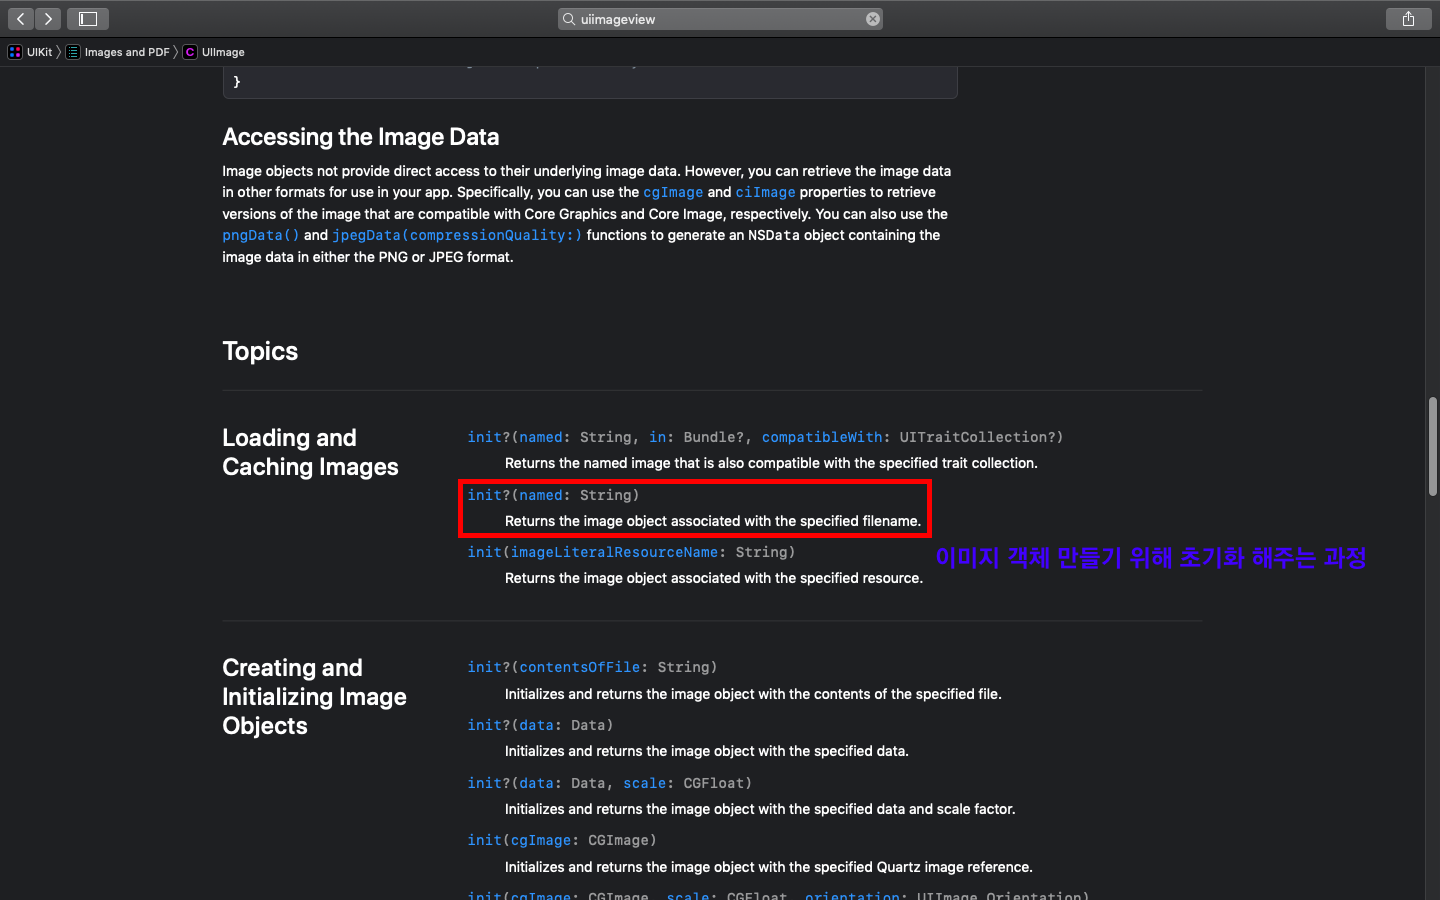 uiimageview
UIKit
Images and PDF
UIImage
}
Accessing the Image Data
Image objects not provide direct access to their underlying image data. However, you can retrieve the image data
in other formats for use in your app. Specifically, you can use the cgImage and ciImage properties to retrieve
versions of the image that are compatible with Core Graphics and Core Image, respectively. You can also use the
pngData() and jpegData(compressionQuality:) functions to generate an NSData object containing the
image data in either the PNG or JPEG format.
Topics
Loading and
Caching Images
init?(named: String, in: Bundle?, compatibleWith: UITraitCollection?)
Returns the named image that is also compatible with the specified trait collection.
init?(named: String)
Returns the image object associated with the specified filename.
init(imageLiteralResourceName: String)
Returns the image object associated with the specified resource.
이미지 객체 만들기 위해 초기화 해주는 과정
Creating and
Initializing Image
Objects
init?(contentsOfFile: String)
Initializes and returns the image object with the contents of the specified file.
init?(data: Data)
Initializes and returns the image object with the specified data.
init?(data: Data, scale: CGFloat)
Initializes and returns the image object with the specified data and scale factor.
init(cgImage: CGImage)
Initializes and returns the image object with the specified Quartz image reference.
init(cgImage: CGImage, scale: CGFloat, orientation: UIImage.Orientation)